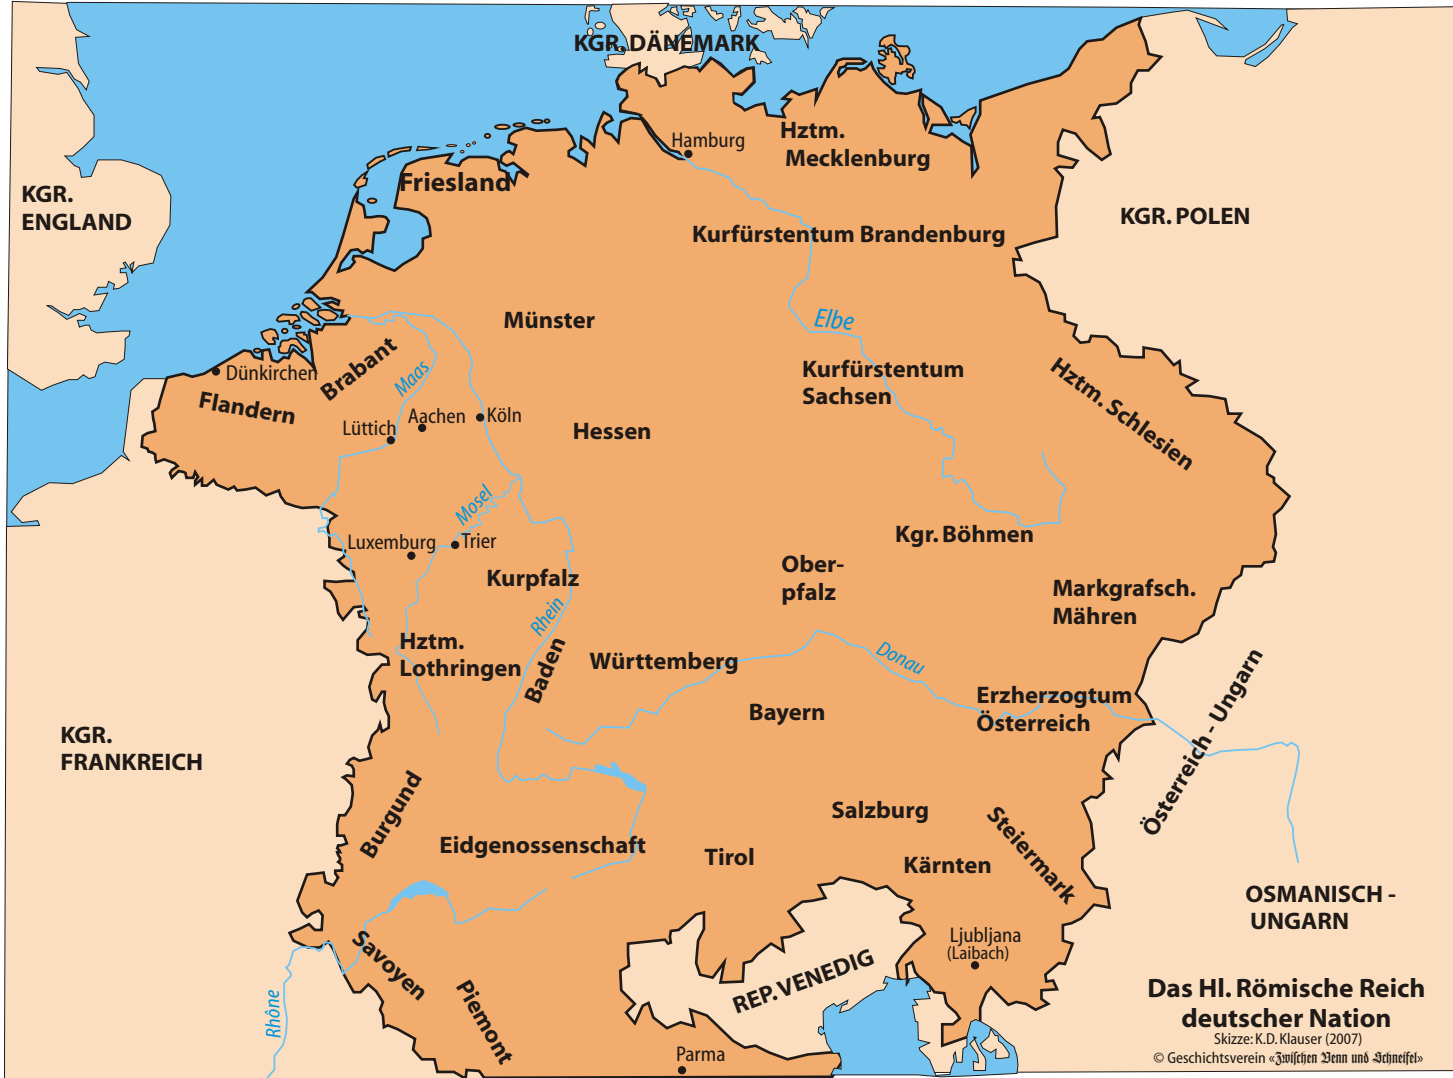 KGR. DÄNEMARK
Hamburg
Hztm.
Mecklenburg
Friesland
KGR.
ENGLAND
KGR. POLEN
Kurfürstentum Brandenburg
Münster
Elbe
Dünkirchen
Brabant
Maas
Kurfürstentum
Sachsen
Hztm. Schlesien
Flandern
Lüttich
Aachen
Köln
Hessen
Mosel
Luxemburg
Trier
Kgr. Böhmen
Kurpfalz
Ober-
pfalz
Markgrafsch.
Mähren
Rhein
Hztm.
Lothringen
Baden
Württemberg
Donau
Bayern
Erzherzogtum
Österreich
Österreich - Ungarn
KGR.
FRANKREICH
Burgund
Eidgenossenschaft
Salzburg
Tirol
Kärnten
Steiermark
OSMANISCH -
UNGARN
Ljubljana
(Laibach)
Savoyen
Piemont
REP. VENEDIG
Rhône
Parma
Das Hl. Römische Reich
deutscher Nation
Skizze: K.D. Klauser (2007)
© Geschichtsverein «Zwischen Venn und Schneifel»